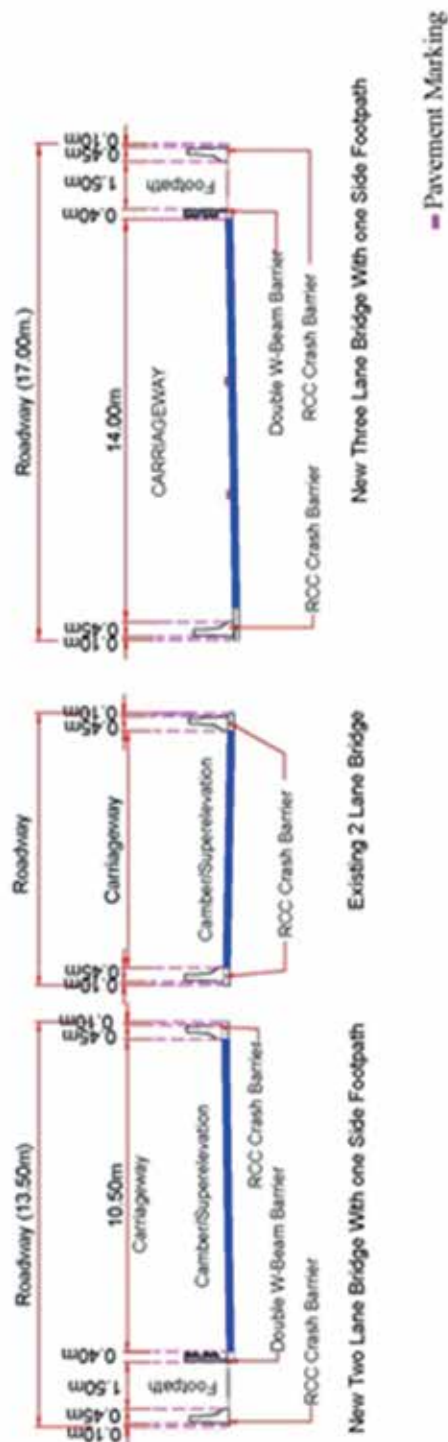 Roadway (13.50m)
0.10m
0.45m
1.50m
0.40m
10.50m
0.45m
0.10m
Footpath
Carriageway
Camber/Superelevation
RCC Crash Barrier
Double W-Beam Barrier
RCC Crash Barrier
New Two Lane Bridge With one Side Footpath
Roadway
0.10m
0.45m
Carriageway
0.45m
0.10m
Camber/Superelevation
RCC Crash Barrier
Existing 2 Lane Bridge
Roadway (17.00m.)
0.10m
0.45m
14.00m
0.40m
1.50m
0.45m
0.10m
CARRIAGEWAY
Footpath
RCC Crash Barrier
Double W-Beam Barrier
RCC Crash Barrier
New Three Lane Bridge With one Side Footpath
Pavement Marking